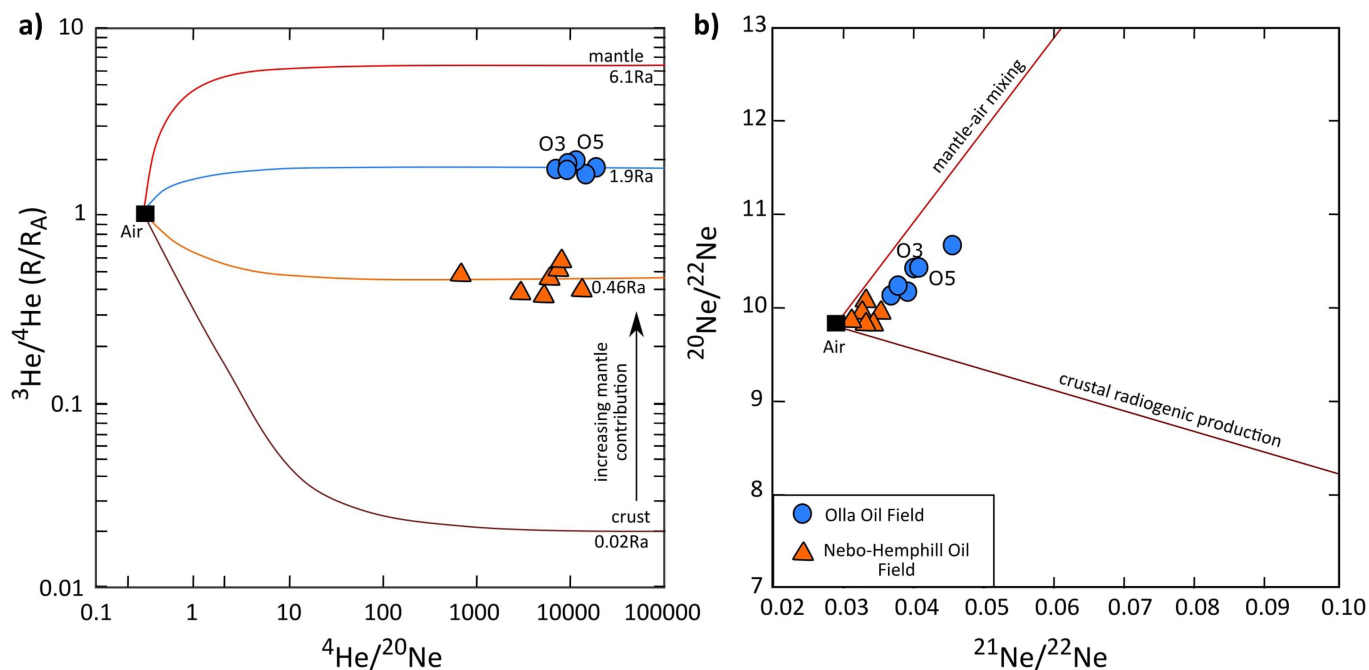 a)
10
1
0.1
0.01
³He/⁴He (R/R_A)
mantle
6.1Ra
O3 O5
1.9Ra
Air
0.46Ra
increasing mantle
contribution
crust
0.02Ra
0.1 1 10 100 1000 10000 100000
⁴He/²⁰Ne
b)
13
12
11
10
9
8
7
²⁰Ne/²²Ne
mantle-air mixing
O3
O5
Air
crustal radiogenic production
Olla Oil Field
Nebo-Hemphill Oil
Field
0.02 0.03 0.04 0.05 0.06 0.07 0.08 0.09 0.10
²¹Ne/²²Ne